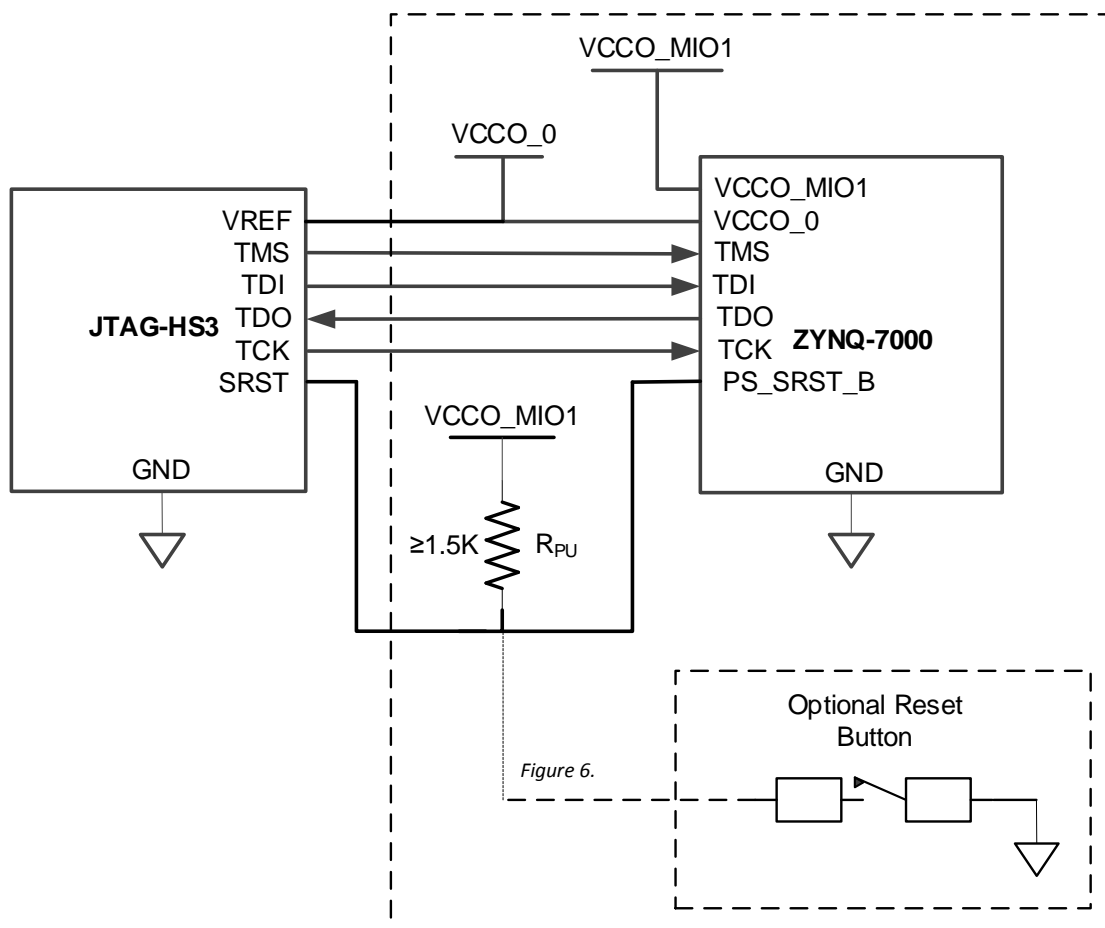 VCCO_MIO1
VCCO_0
VREF
TMS
TDI
TDO
TCK
SRST
JTAG-HS3
GND
VCCO_MIO1
VCCO_0
TMS
TDI
TDO
TCK
PS_SRST_B
ZYNQ-7000
GND
VCCO_MIO1
≥1.5K
RPU
Figure 6.
Optional Reset
Button